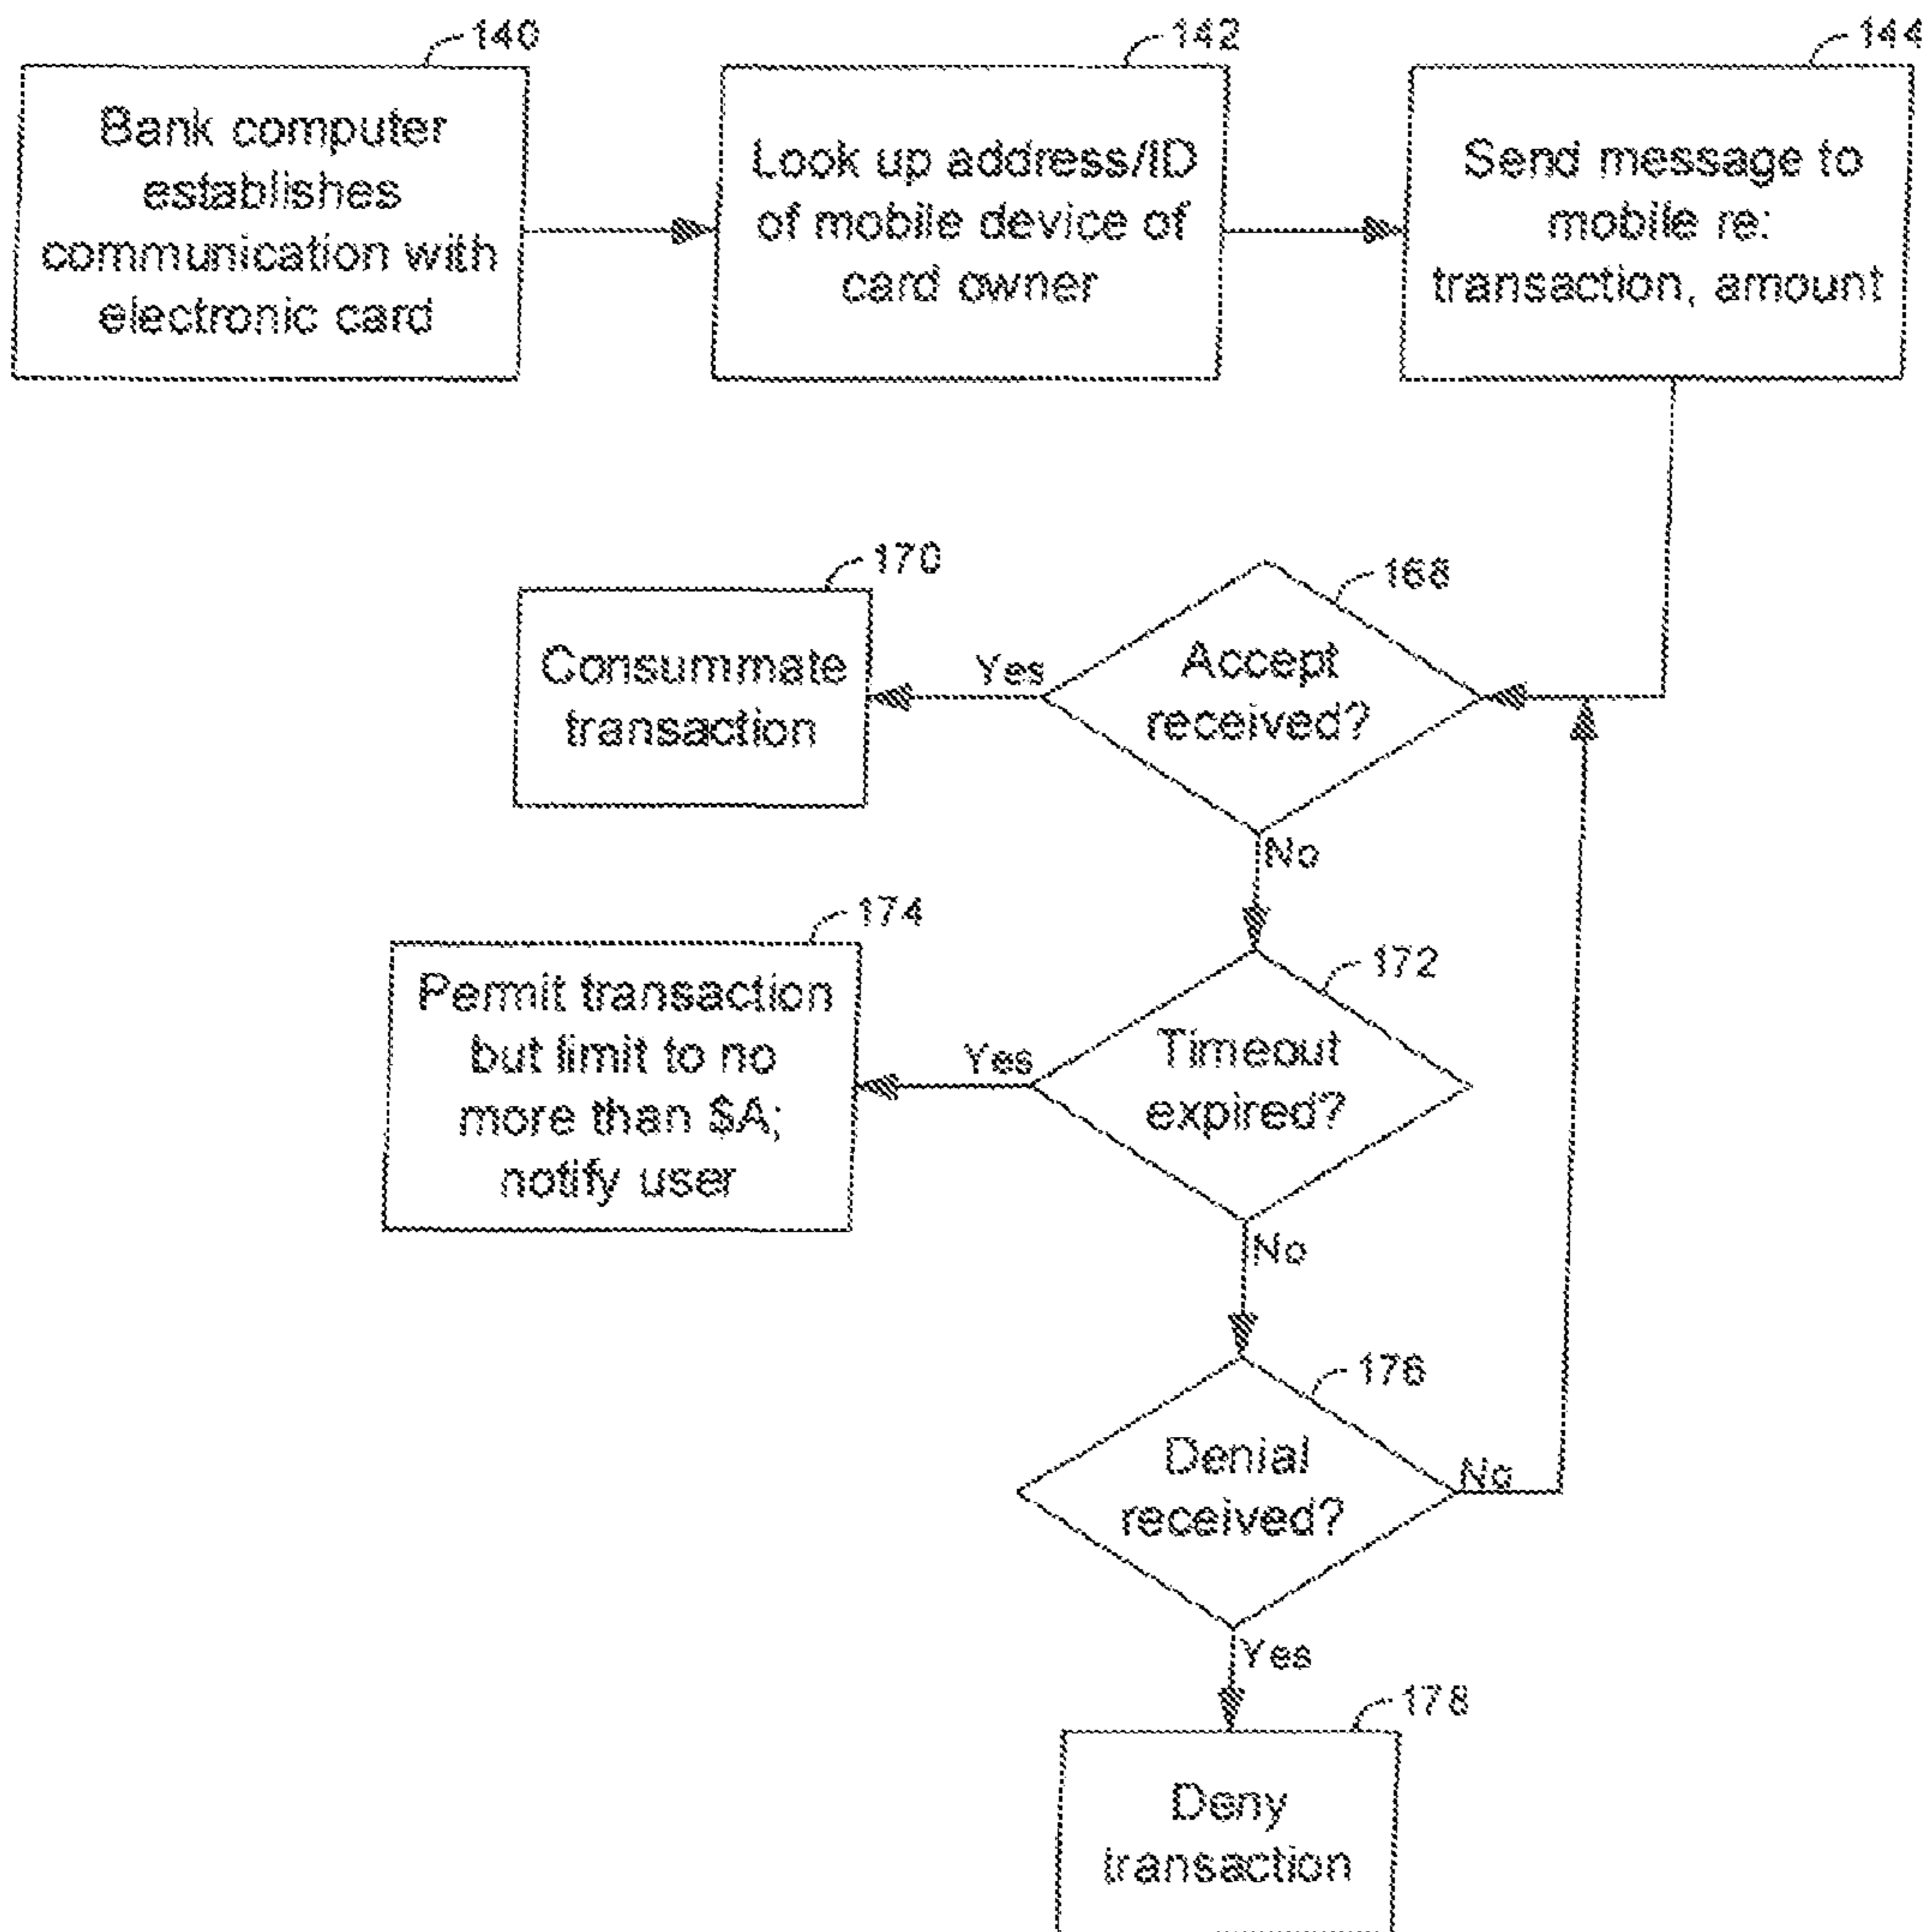 140
Bank computer
establishes
communication with
electronic card
142
Look up address/ID
of mobile device of
card owner
144
Send message to
mobile re:
transaction, amount
170
Consummate
transaction
Yes
168
Accept
received?
No
174
Permit transaction
but limit to no
more than $A;
notify user
Yes
172
Timeout
expired?
No
176
Denial
received?
No
Yes
178
Deny
transaction